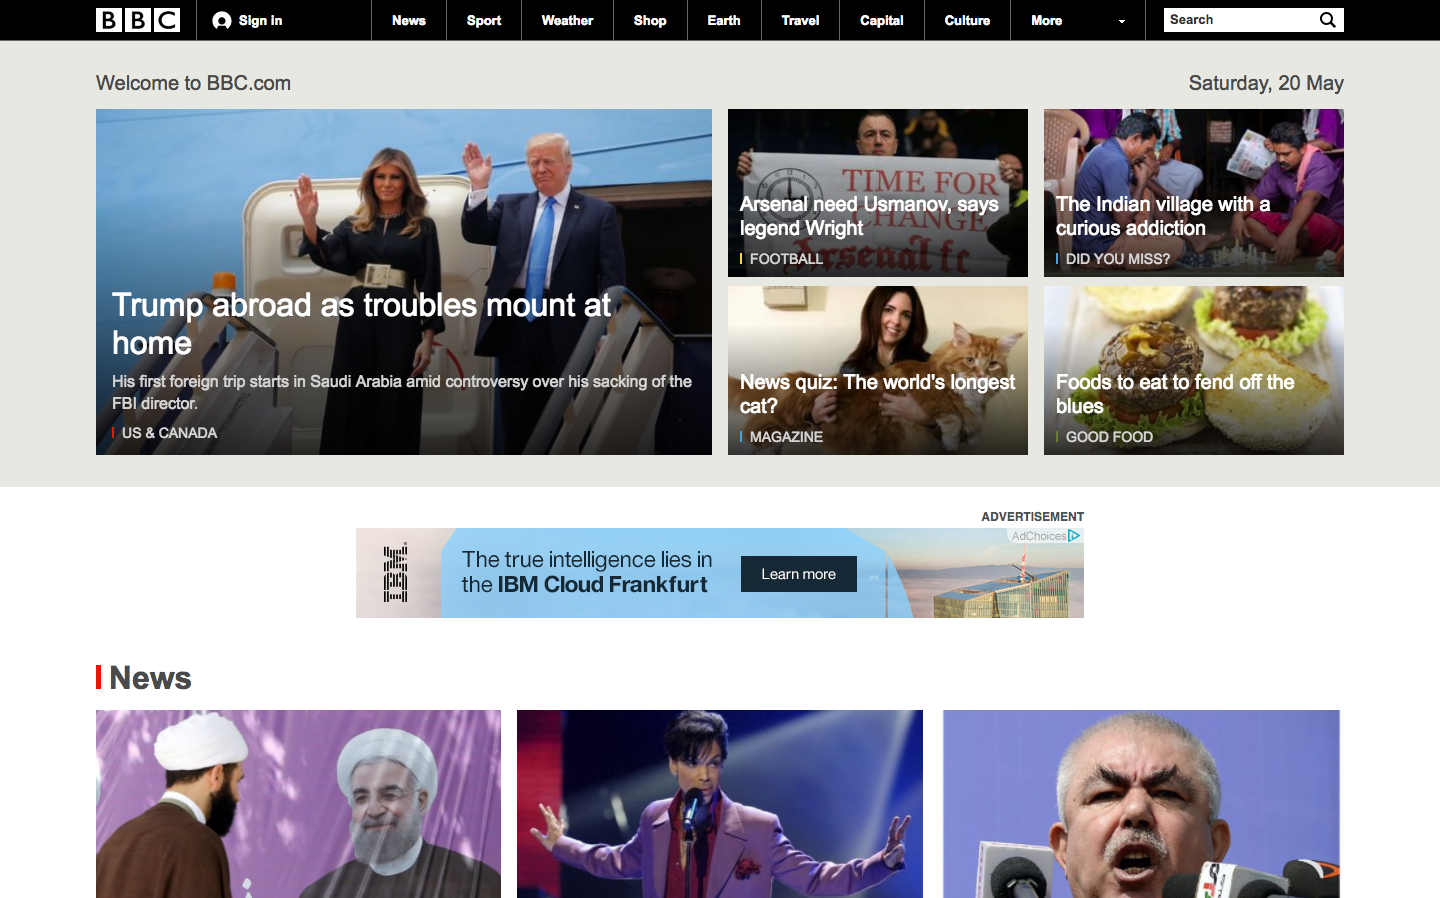 BBC
Sign in
News
Sport
Weather
Shop
Earth
Travel
Capital
Culture
More
Search
Welcome to BBC.com
Saturday, 20 May
Trump abroad as troubles mount at
home
His first foreign trip starts in Saudi Arabia amid controversy over his sacking of the
FBI director.
US & CANADA
TIME FOR
CHANGE
Arsenal fc
Arsenal need Usmanov, says
legend Wright
FOOTBALL
The Indian village with a
curious addiction
DID YOU MISS?
News quiz: The world's longest
cat?
MAGAZINE
Foods to eat to fend off the
blues
GOOD FOOD
ADVERTISEMENT
AdChoices
IBM
The true intelligence lies in
the IBM Cloud Frankfurt
Learn more
News